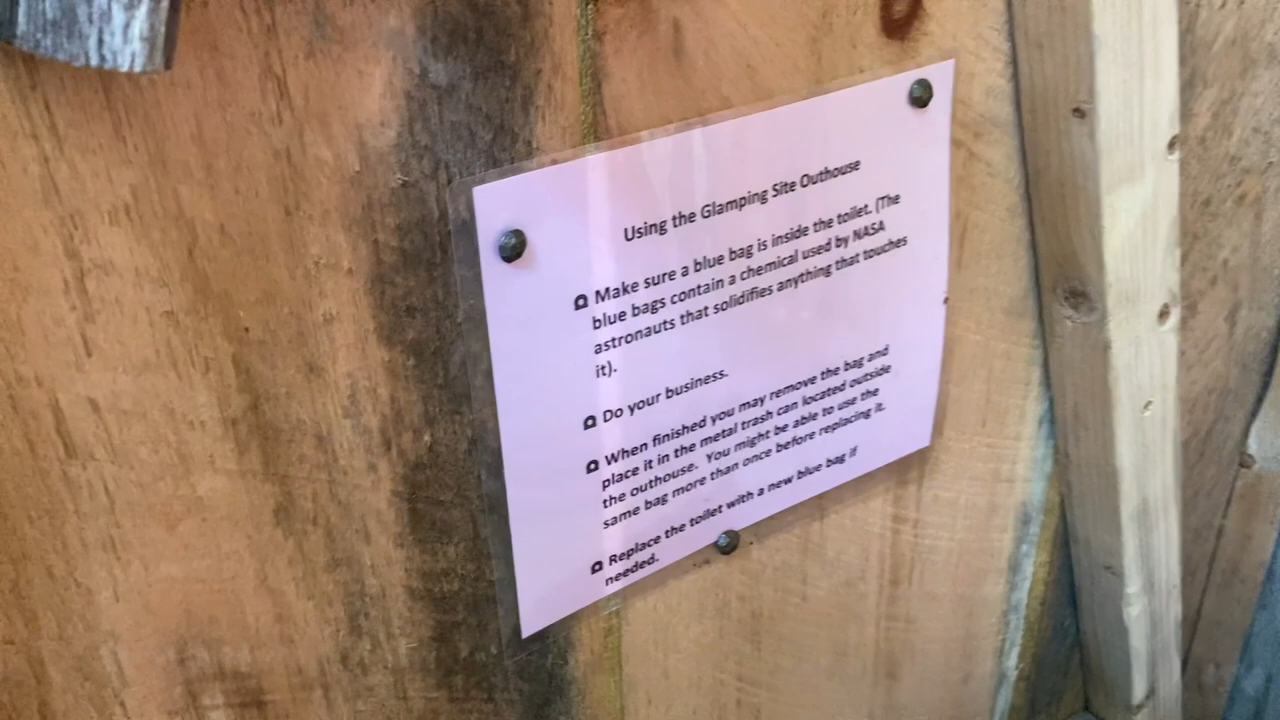 Using the Glamping Site Outhouse
Make sure a blue bag is inside the toilet. (The
blue bags contain a chemical used by NASA
astronauts that solidifies anything that touches
it).
Do your business.
When finished you may remove the bag and
place it in the metal trash can located outside
the outhouse. You might be able to use the
same bag more than once before replacing it.
Replace the toilet with a new blue bag if
needed.